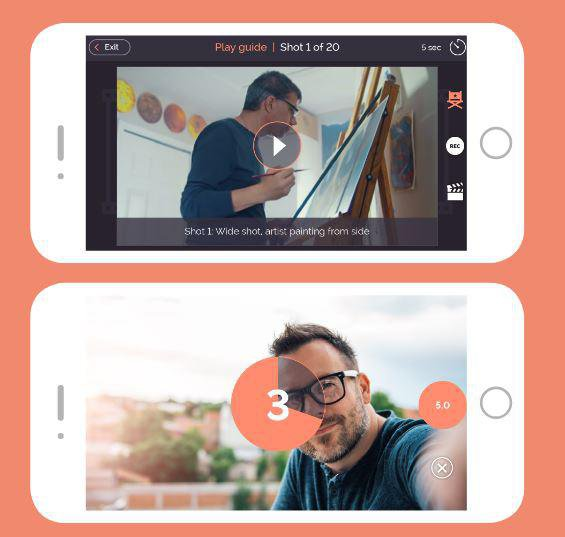 Exit
Play guide | Shot 1 of 20
5 sec
REC
Shot 1: Wide shot, artist painting from side
3
5.0